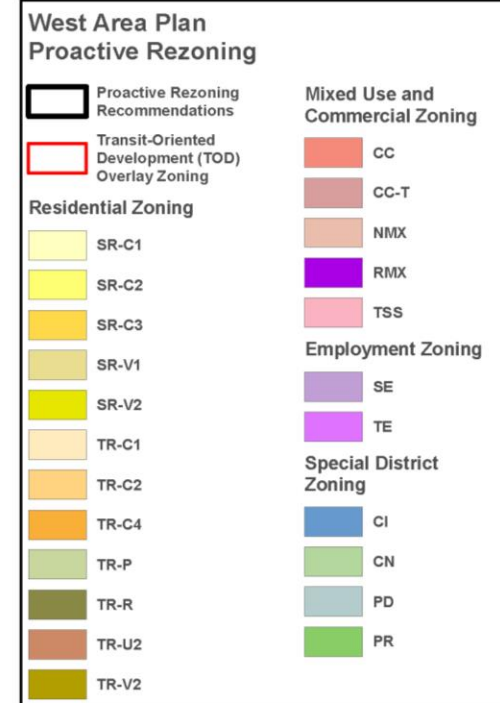 West Area Plan
Proactive Rezoning
Proactive Rezoning
Recommendations
Transit-Oriented
Development (TOD)
Overlay Zoning
Residential Zoning
SR-C1
SR-C2
SR-C3
SR-V1
SR-V2
TR-C1
TR-C2
TR-C4
TR-P
TR-R
TR-U2
TR-V2
Mixed Use and
Commercial Zoning
CC
CC-T
NMX
RMX
TSS
Employment Zoning
SE
TE
Special District
Zoning
CI
CN
PD
PR